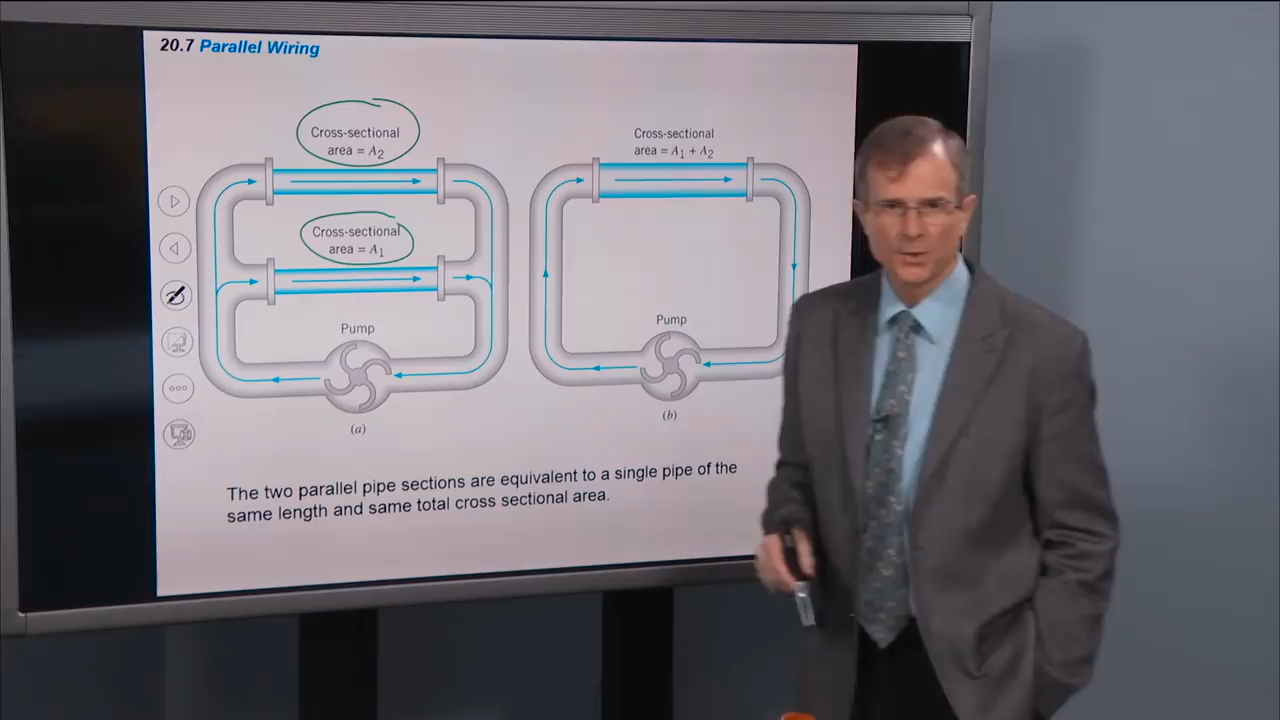 20.7 Parallel Wiring
Cross-sectional
area = A₂
Cross-sectional
area = A₁
Pump
(a)
Cross-sectional
area = A₁ + A₂
Pump
(b)
The two parallel pipe sections are equivalent to a single pipe of the
same length and same total cross sectional area.